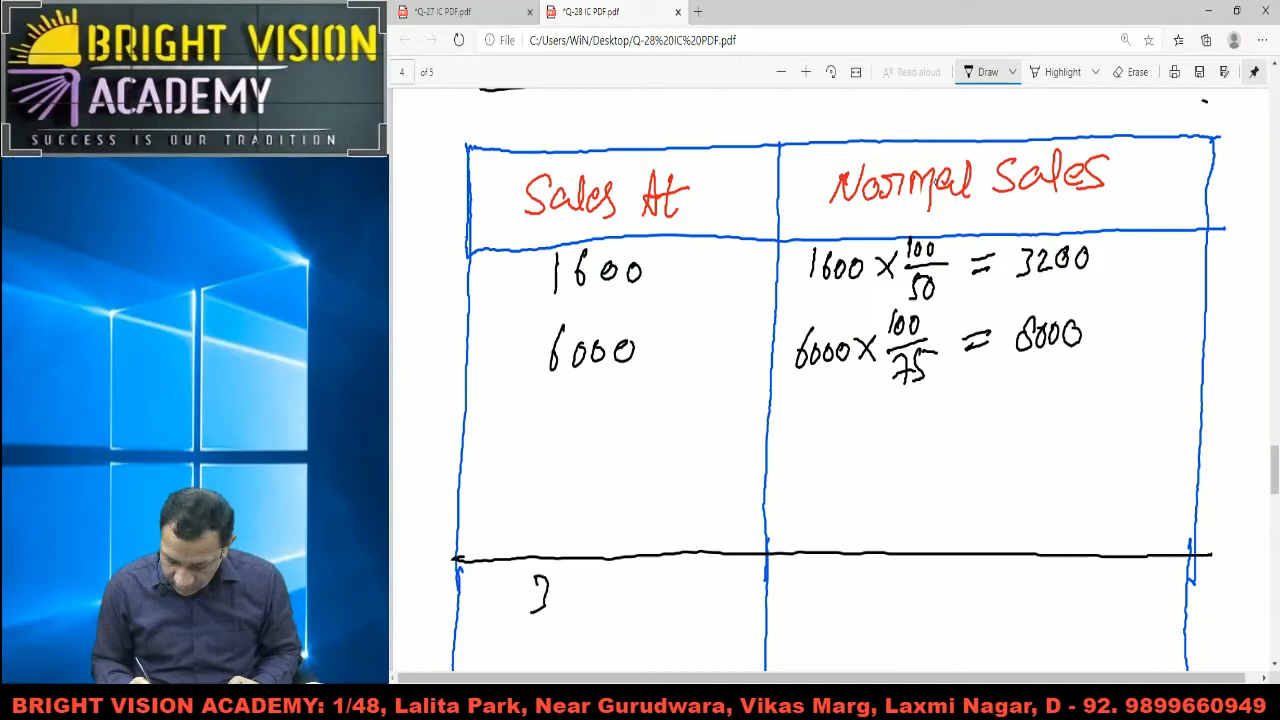 *Q-27 IC PDF.pdf
*Q-28 IC PDF.pdf
File C:/Users/WiN/Desktop/Q-28%20IC%20PDF.pdf
4 of 5
Read aloud Draw Highlight Erase
BRIGHT VISION
ACADEMY
SUCCESS IS OUR TRADITION
Sales At Normal Sales
1600 1600 × 100/50 = 3200
6000 6000 × 100/75 = 8000
7
BRIGHT VISION ACADEMY: 1/48, Lalita Park, Near Gurudwara, Vikas Marg, Laxmi Nagar, D - 92. 9899660949